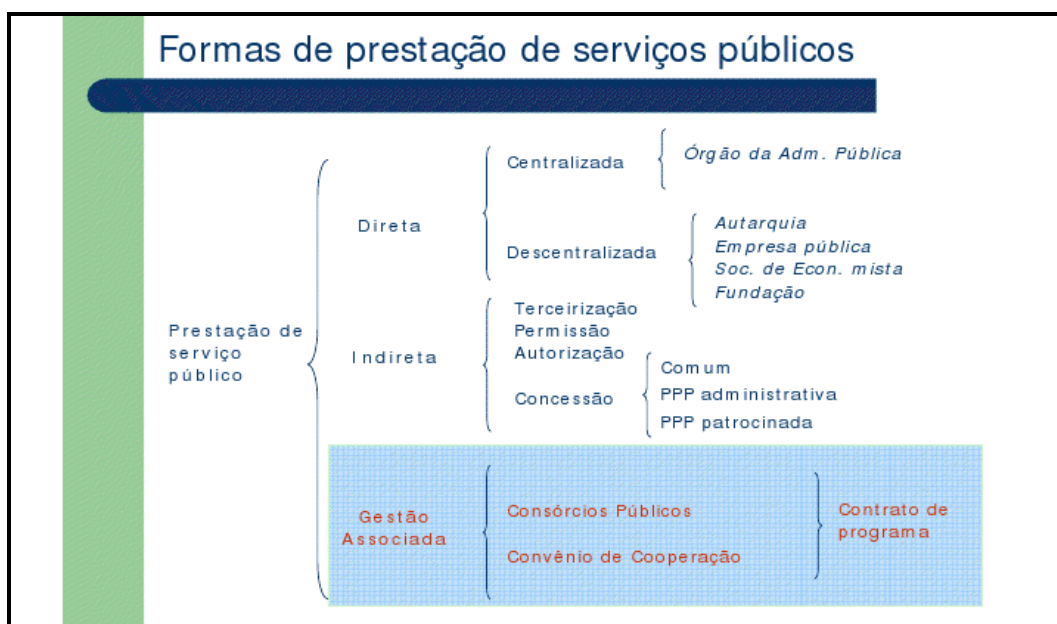 Formas de prestação de serviços públicos
Centralizada
Órgão da Adm. Pública
Direta
Descentralizada
Autarquia
Empresa pública
Soc. de Econ. mista
Fundação
Prestação de
serviço
público
Indireta
Terceirização
Permissão
Autorização
Concessão
Comum
PPP administrativa
PPP patrocinada
Gestão
Associada
Consórcios Públicos
Convênio de Cooperação
Contrato de
programa